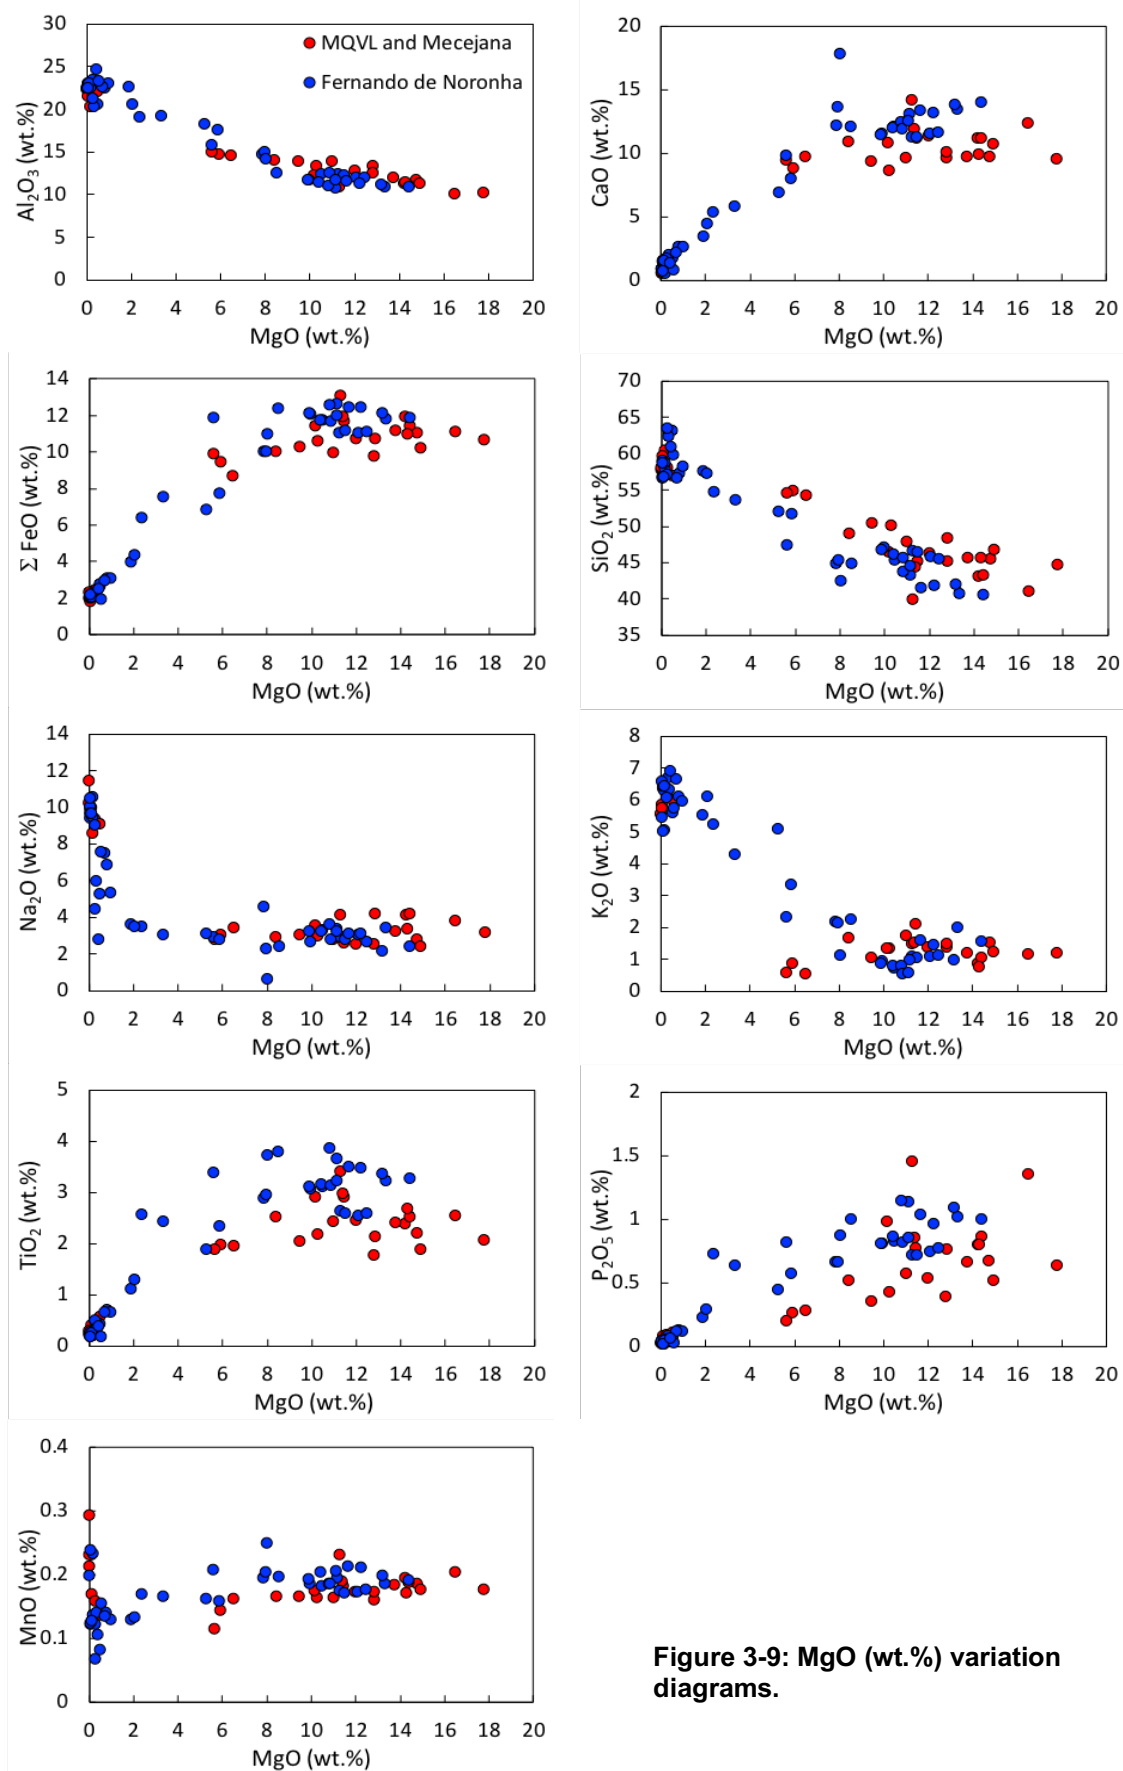 30
25
20
15
10
5
0
Al₂O₃ (wt.%)
MQVL and Mecejana
Fernando de Noronha
0 2 4 6 8 10 12 14 16 18 20
MgO (wt.%)
20
15
10
5
0
CaO (wt.%)
0 2 4 6 8 10 12 14 16 18 20
MgO (wt.%)
14
12
10
8
6
4
2
0
Σ FeO (wt.%)
0 2 4 6 8 10 12 14 16 18 20
MgO (wt.%)
70
65
60
55
50
45
40
35
SiO₂ (wt.%)
0 2 4 6 8 10 12 14 16 18 20
MgO (wt.%)
14
12
10
8
6
4
2
0
Na₂O (wt.%)
0 2 4 6 8 10 12 14 16 18 20
MgO (wt.%)
8
7
6
5
4
3
2
1
0
K₂O (wt.%)
0 2 4 6 8 10 12 14 16 18 20
MgO (wt.%)
5
4
3
2
1
0
TiO₂ (wt.%)
0 2 4 6 8 10 12 14 16 18 20
MgO (wt.%)
2
1.5
1
0.5
0
P₂O₅ (wt.%)
0 2 4 6 8 10 12 14 16 18 20
MgO (wt.%)
0.4
0.3
0.2
0.1
0
MnO (wt.%)
0 2 4 6 8 10 12 14 16 18 20
MgO (wt.%)
Figure 3-9: MgO (wt.%) variation
diagrams.